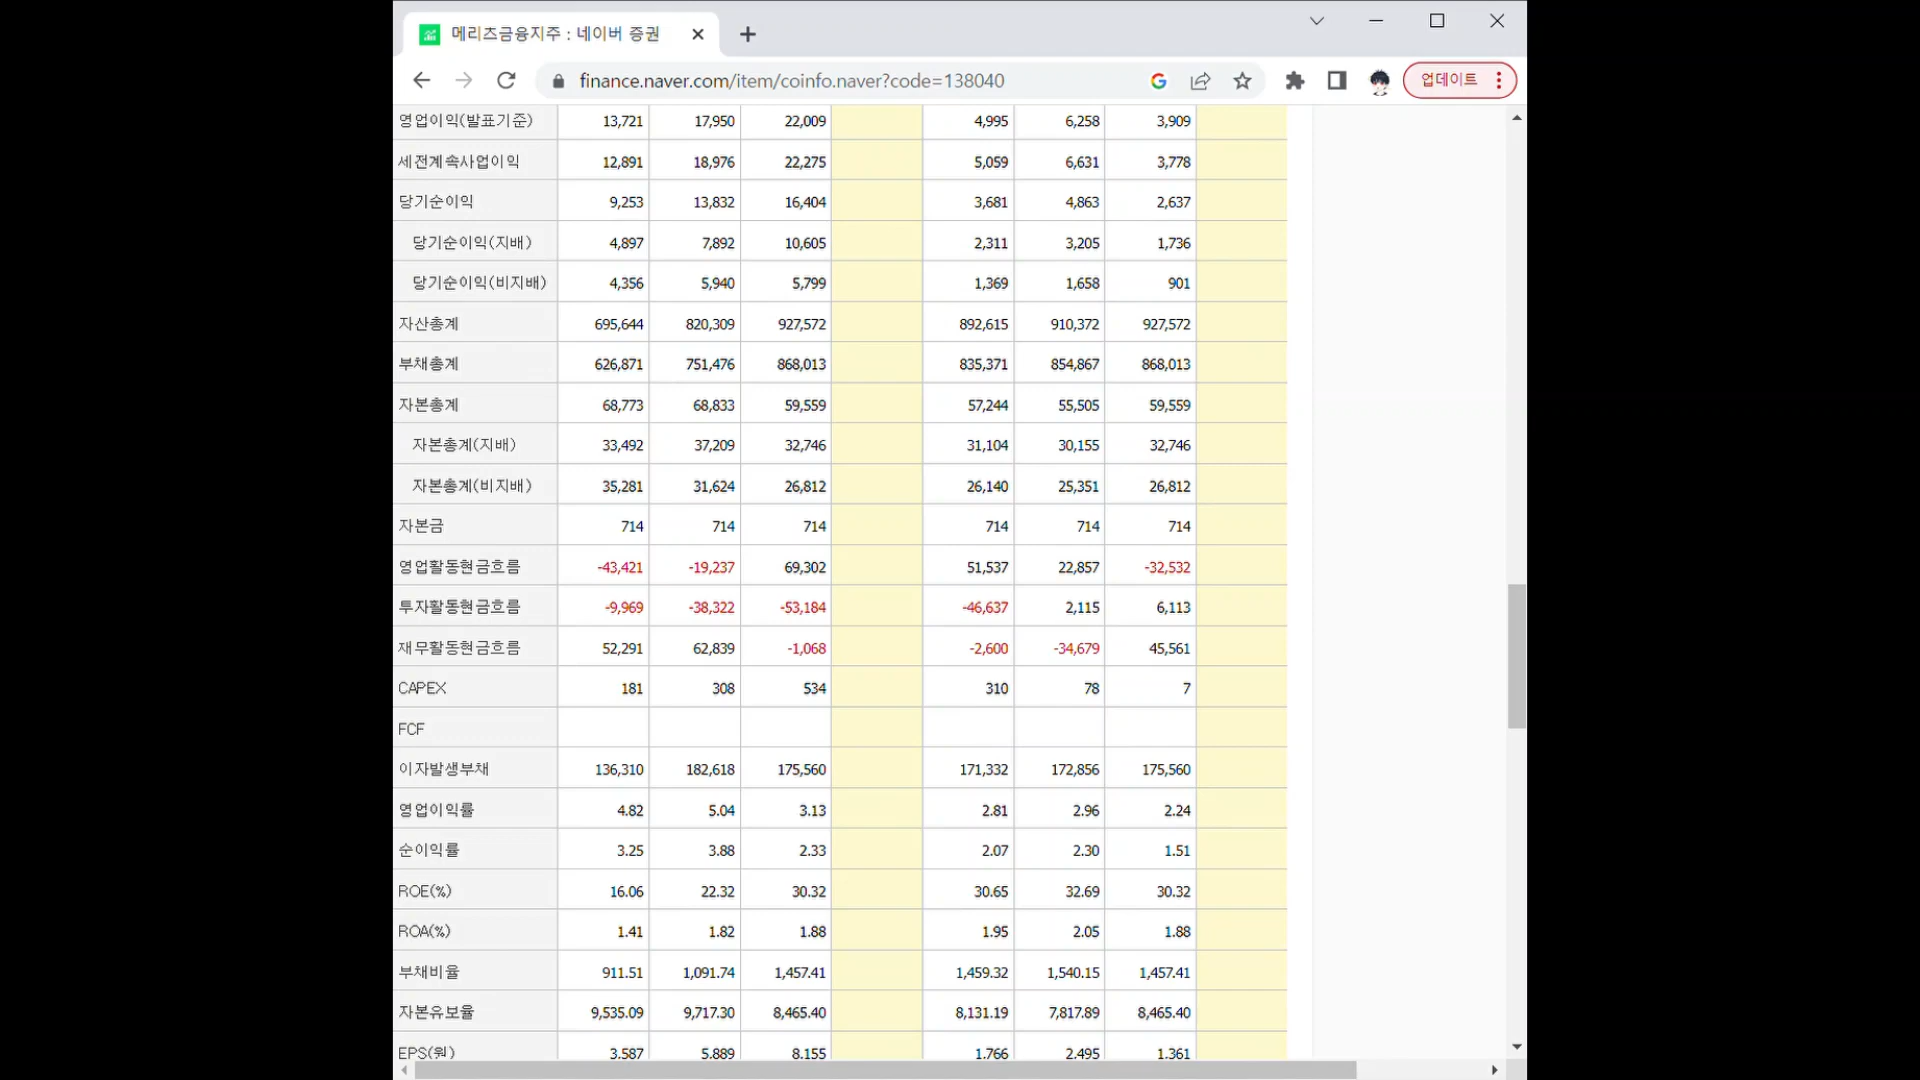 메리츠금융지주 : 네이버 증권
finance.naver.com/item/coinfo.naver?code=138040
업데이트
영업이익(발표기준) 13,721 17,950 22,009 4,995 6,258 3,909
세전계속사업이익 12,891 18,976 22,275 5,059 6,631 3,778
당기순이익 9,253 13,832 16,404 3,681 4,863 2,637
당기순이익(지배) 4,897 7,892 10,605 2,311 3,205 1,736
당기순이익(비지배) 4,356 5,940 5,799 1,369 1,658 901
자산총계 695,644 820,309 927,572 892,615 910,372 927,572
부채총계 626,871 751,476 868,013 835,371 854,867 868,013
자본총계 68,773 68,833 59,559 57,244 55,505 59,559
자본총계(지배) 33,492 37,209 32,746 31,104 30,155 32,746
자본총계(비지배) 35,281 31,624 26,812 26,140 25,351 26,812
자본금 714 714 714 714 714 714
영업활동현금흐름 -43,421 -19,237 69,302 51,537 22,857 -32,532
투자활동현금흐름 -9,969 -38,322 -53,184 -46,637 2,115 6,113
재무활동현금흐름 52,291 62,839 -1,068 -2,600 -34,679 45,561
CAPEX 181 308 534 310 78 7
FCF
이자발생부채 136,310 182,618 175,560 171,332 172,856 175,560
영업이익률 4.82 5.04 3.13 2.81 2.96 2.24
순이익률 3.25 3.88 2.33 2.07 2.30 1.51
ROE(%) 16.06 22.32 30.32 30.65 32.69 30.32
ROA(%) 1.41 1.82 1.88 1.95 2.05 1.88
부채비율 911.51 1,091.74 1,457.41 1,459.32 1,540.15 1,457.41
자본유보율 9,535.09 9,717.30 8,465.40 8,131.19 7,817.89 8,465.40
EPS(원) 3,587 5,889 8,155 1,766 2,495 1,361